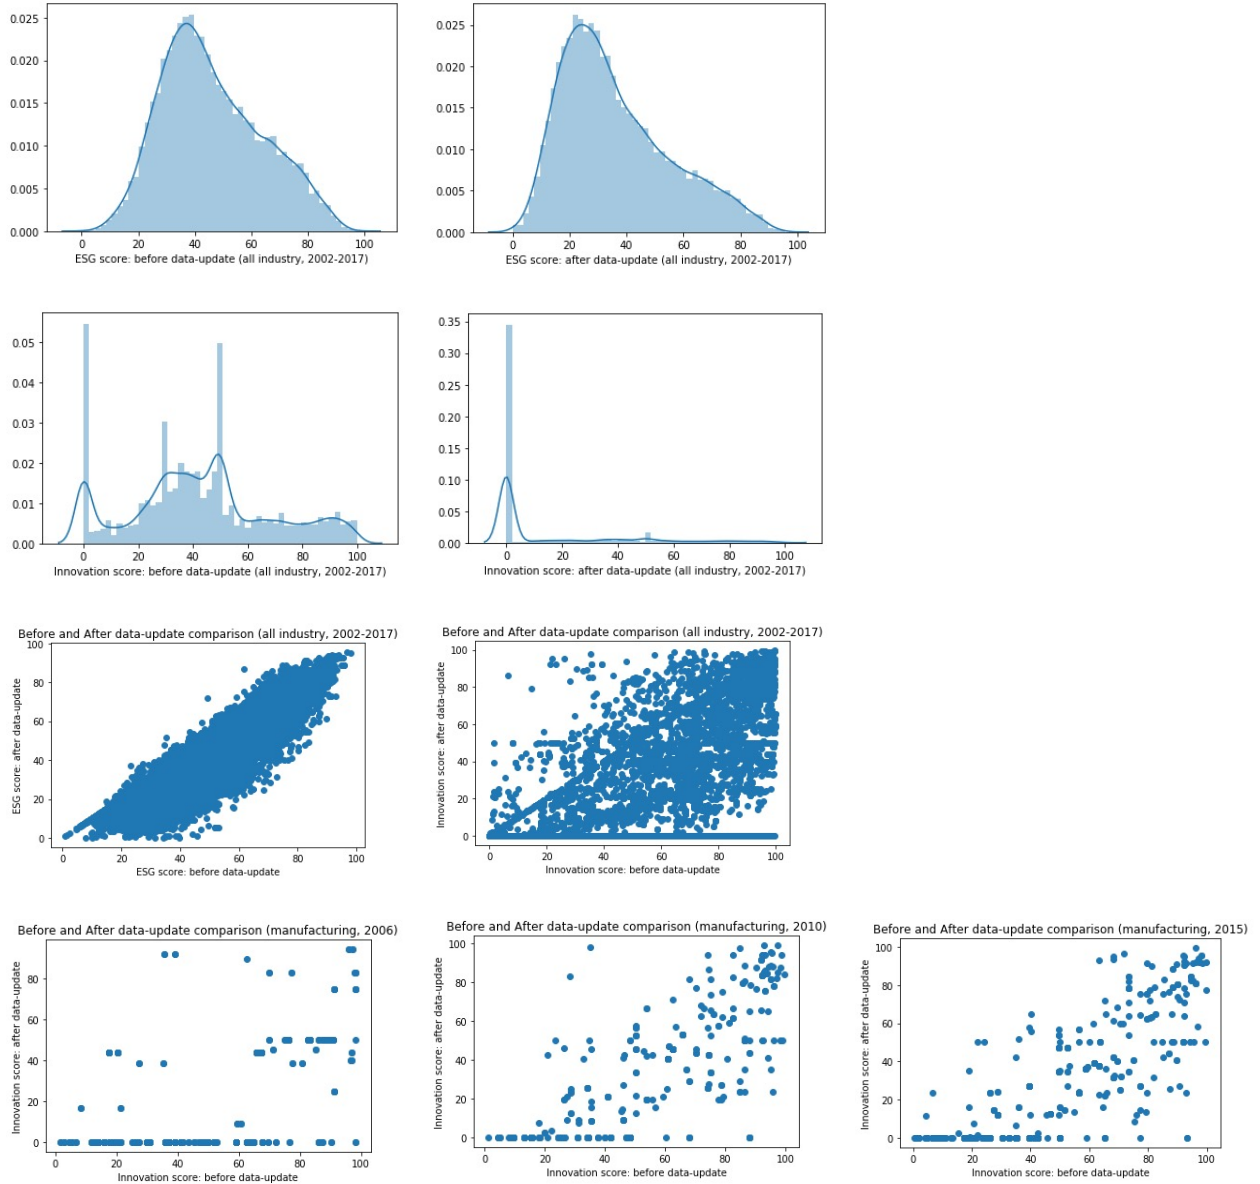 0.025
0.020
0.015
0.010
0.005
0.000
0 20 40 60 80 100
ESG score: before data-update (all industry, 2002-2017)
0.025
0.020
0.015
0.010
0.005
0.000
0 20 40 60 80 100
ESG score: after data-update (all industry, 2002-2017)
0.05
0.04
0.03
0.02
0.01
0.00
0 20 40 60 80 100
Innovation score: before data-update (all industry, 2002-2017)
0.35
0.30
0.25
0.20
0.15
0.10
0.05
0.00
0 20 40 60 80 100
Innovation score: after data-update (all industry, 2002-2017)
Before and After data-update comparison (all industry, 2002-2017)
ESG score: after data-update
100
80
60
40
20
0
0 20 40 60 80 100
ESG score: before data-update
Before and After data-update comparison (all industry, 2002-2017)
Innovation score: after data-update
100
80
60
40
20
0
0 20 40 60 80 100
Innovation score: before data-update
Before and After data-update comparison (manufacturing, 2006)
Innovation score: after data-update
80
60
40
20
0
0 20 40 60 80 100
Innovation score: before data-update
Before and After data-update comparison (manufacturing, 2010)
Innovation score: after data-update
100
80
60
40
20
0
0 20 40 60 80 100
Innovation score: before data-update
Before and After data-update comparison (manufacturing, 2015)
Innovation score: after data-update
100
80
60
40
20
0
0 20 40 60 80 100
Innovation score: before data-update